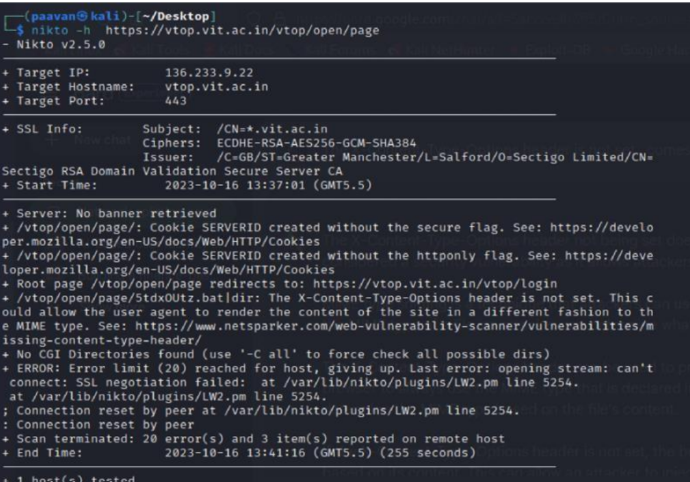 (paavan㉿kali)-[~/Desktop]
$ nikto -h https://vtop.vit.ac.in/vtop/open/page
- Nikto v2.5.0
+ Target IP: 136.233.9.22
+ Target Hostname: vtop.vit.ac.in
+ Target Port: 443
+ SSL Info: Subject: /CN=*.vit.ac.in
Ciphers: ECDHE-RSA-AES256-GCM-SHA384
Issuer: /C=GB/ST=Greater Manchester/L=Salford/O=Sectigo Limited/CN=
Sectigo RSA Domain Validation Secure Server CA
+ Start Time: 2023-10-16 13:37:01 (GMT5.5)
+ Server: No banner retrieved
+ /vtop/open/page/: Cookie SERVERID created without the secure flag. See: https://develo
per.mozilla.org/en-US/docs/Web/HTTP/Cookies
+ /vtop/open/page/: Cookie SERVERID created without the httponly flag. See: https://deve
loper.mozilla.org/en-US/docs/Web/HTTP/Cookies
+ Root page /vtop/open/page redirects to: https://vtop.vit.ac.in/vtop/login
+ /vtop/open/page/5tdxOUtz.bat|dir: The X-Content-Type-Options header is not set. This c
ould allow the user agent to render the content of the site in a different fashion to th
e MIME type. See: https://www.netsparker.com/web-vulnerability-scanner/vulnerabilities/m
issing-content-type-header/
+ No CGI Directories found (use '-C all' to force check all possible dirs)
+ ERROR: Error limit (20) reached for host, giving up. Last error: opening stream: can't
connect: SSL negotiation failed: at /var/lib/nikto/plugins/LW2.pm line 5254.
at /var/lib/nikto/plugins/LW2.pm line 5254.
; Connection reset by peer at /var/lib/nikto/plugins/LW2.pm line 5254.
: Connection reset by peer
+ Scan terminated: 20 error(s) and 3 item(s) reported on remote host
+ End Time: 2023-10-16 13:41:16 (GMT5.5) (255 seconds)
+ 1 host(s) tested